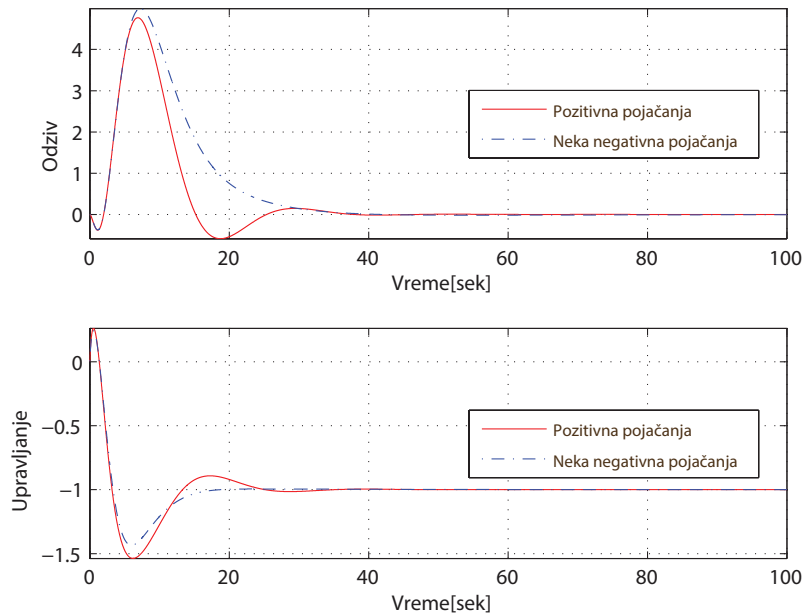 4
3
2
1
0
Odziv
Pozitivna pojačanja
Neka negativna pojačanja
0 20 40 60 80 100
Vreme[sek]
0
−0.5
−1
−1.5
Upravljanje
Pozitivna pojačanja
Neka negativna pojačanja
0 20 40 60 80 100
Vreme[sek]